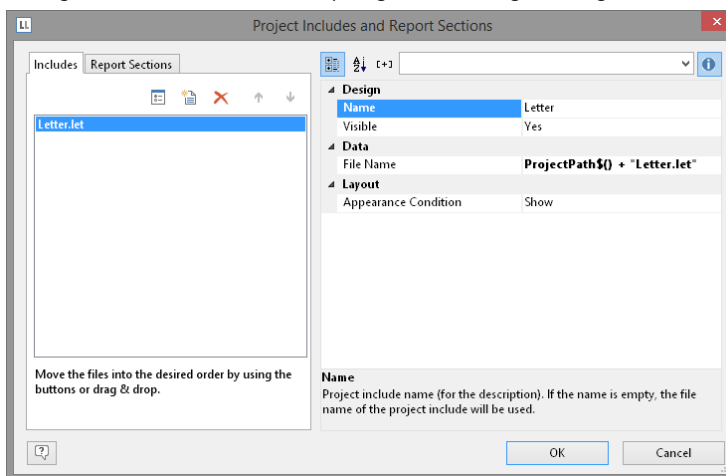 LL
Project Includes and Report Sections
Includes
Report Sections
Letter.let
Move the files into the desired order by using the
buttons or drag & drop.
[+]
Design
Name Letter
Visible Yes
Data
File Name ProjectPath$() + "Letter.let"
Layout
Appearance Condition Show
Name
Project include name (for the description). If the name is empty, the file
name of the project include will be used.
OK
Cancel